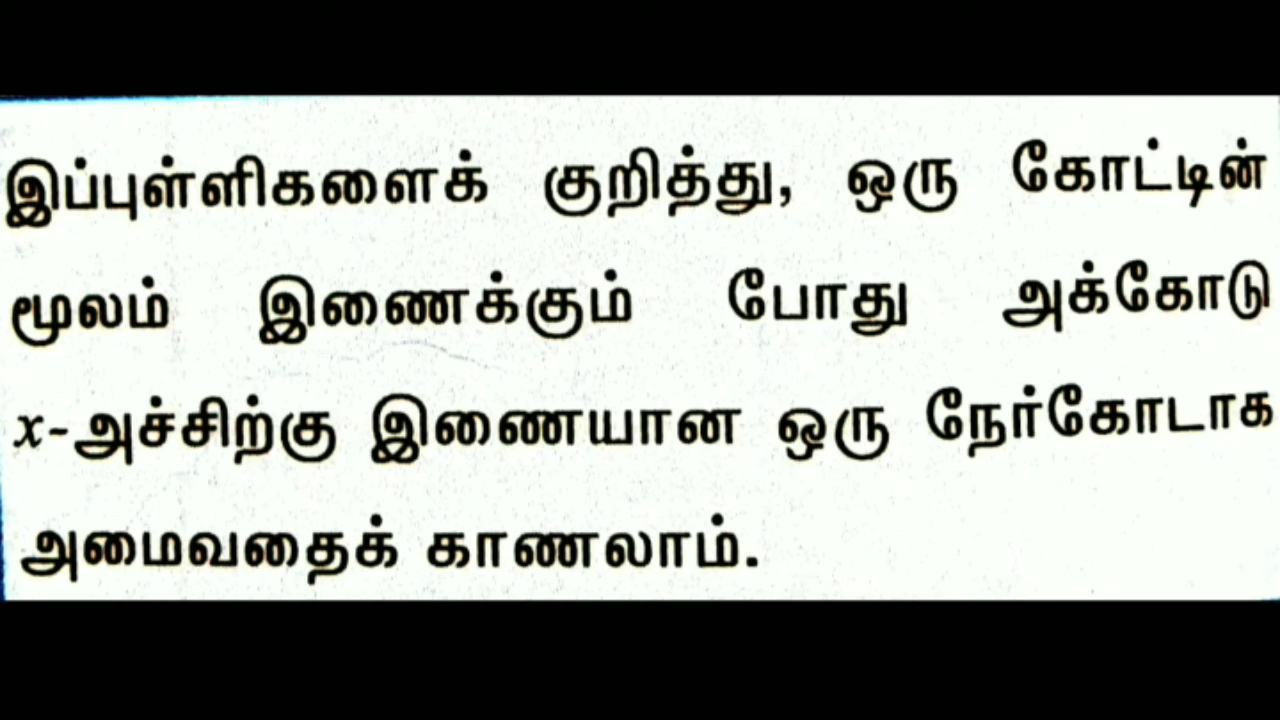 இப்புள்ளிகளைக் குறித்து, ஒரு கோட்டின்
மூலம் இணைக்கும் போது அக்கோடு
x-அச்சிற்கு இணையான ஒரு நேர்கோடாக
அமைவதைக் காணலாம்.